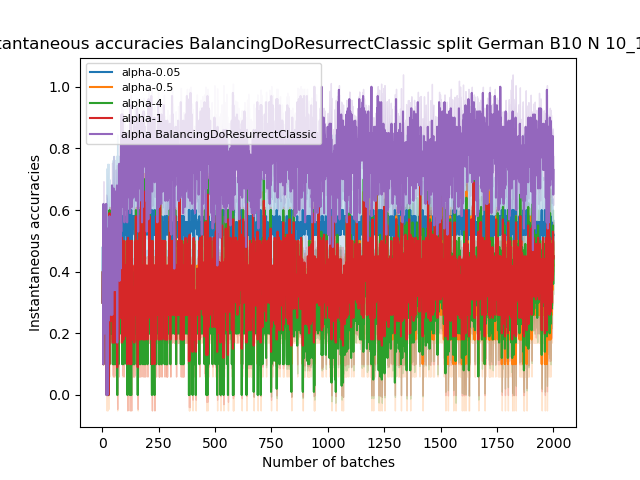 tantaneous accuracies BalancingDoResurrectClassic split German B10 N 10_1
Instantaneous accuracies
1.0
0.8
0.6
0.4
0.2
0.0
alpha-0.05
alpha-0.5
alpha-4
alpha-1
alpha BalancingDoResurrectClassic
0 250 500 750 1000 1250 1500 1750 2000
Number of batches